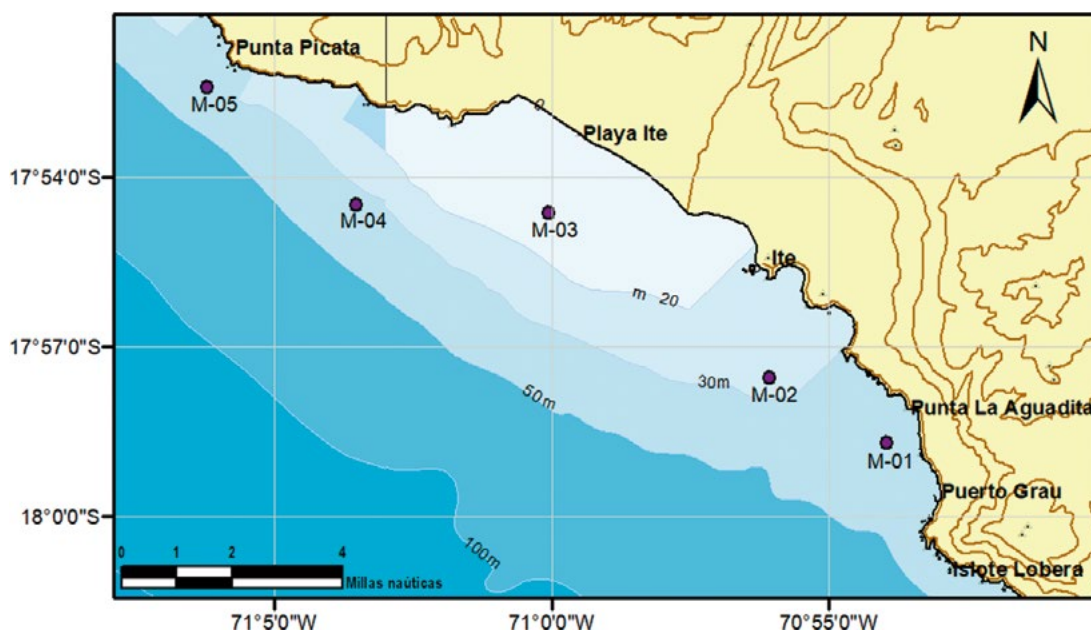 Punta Picata
N
M-05
0
Playa Ite
17°54'0"S
M-04
M-03
Ite
m 20
17°57'0"S
30m
M-02
50m
Punta La Aguadita
M-01
Puerto Grau
18°0'0"S
100m
0 1 2 4
Millas naúticas
Islote Lobera
71°5'0"W 71°0'0"W 70°55'0"W